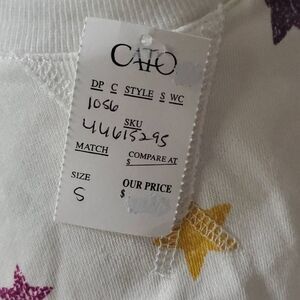 CATO
DP C STYLE S WC
1056
SKU
44615295
MATCH COMPARE AT
$
SIZE OUR PRICE
S $